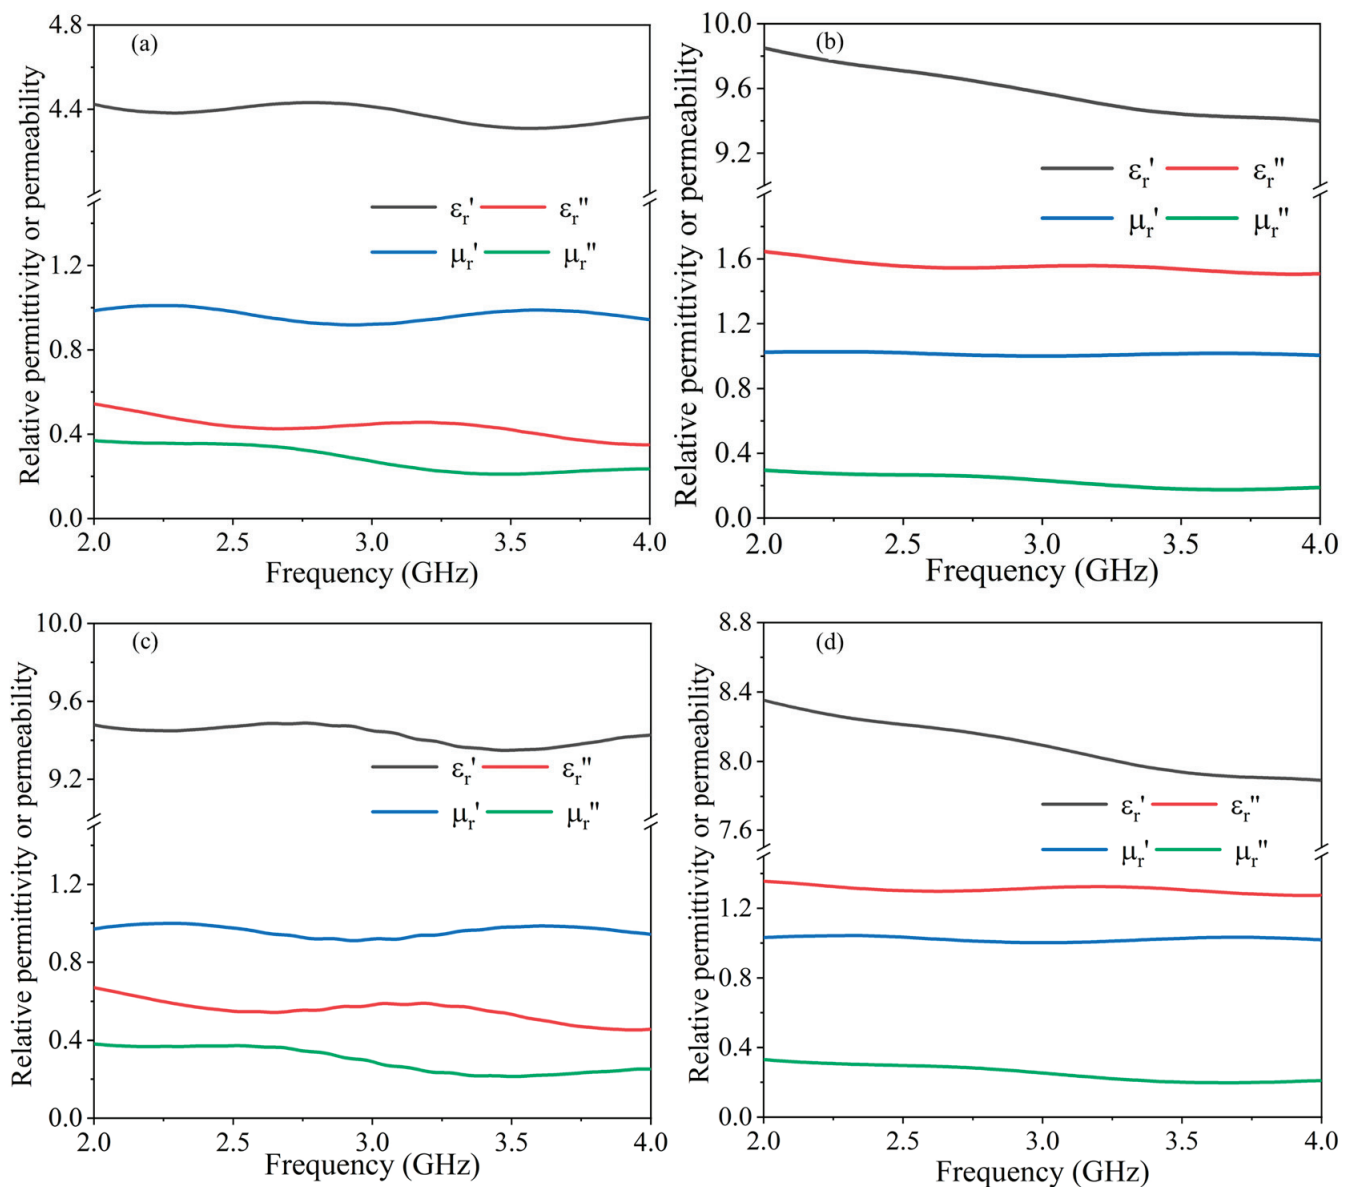 (a)
Relative permittivity or permeability
4.8
4.4
1.2
0.8
0.4
0.0
εr' εr''
μr' μr''
2.0 2.5 3.0 3.5 4.0
Frequency (GHz)
(b)
Relative permittivity or permeability
10.0
9.6
9.2
1.6
1.2
0.8
0.4
0.0
εr' εr''
μr' μr''
2.0 2.5 3.0 3.5 4.0
Frequency (GHz)
(c)
Relative permittivity or permeability
10.0
9.6
9.2
1.2
0.8
0.4
0.0
εr' εr''
μr' μr''
2.0 2.5 3.0 3.5 4.0
Frequency (GHz)
(d)
Relative permittivity or permeability
8.8
8.4
8.0
7.6
1.2
0.8
0.4
0.0
εr' εr''
μr' μr''
2.0 2.5 3.0 3.5 4.0
Frequency (GHz)